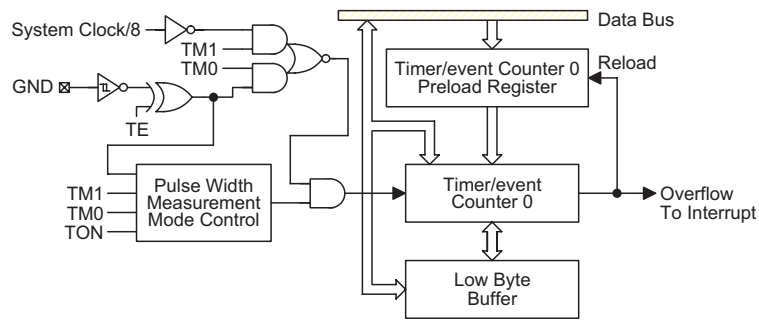 System Clock/8
TM1
TM0
GND
TE
TM1
TM0
TON
Pulse Width
Measurement
Mode Control
Data Bus
Timer/event Counter 0
Preload Register
Reload
Timer/event
Counter 0
Overflow
To Interrupt
Low Byte
Buffer